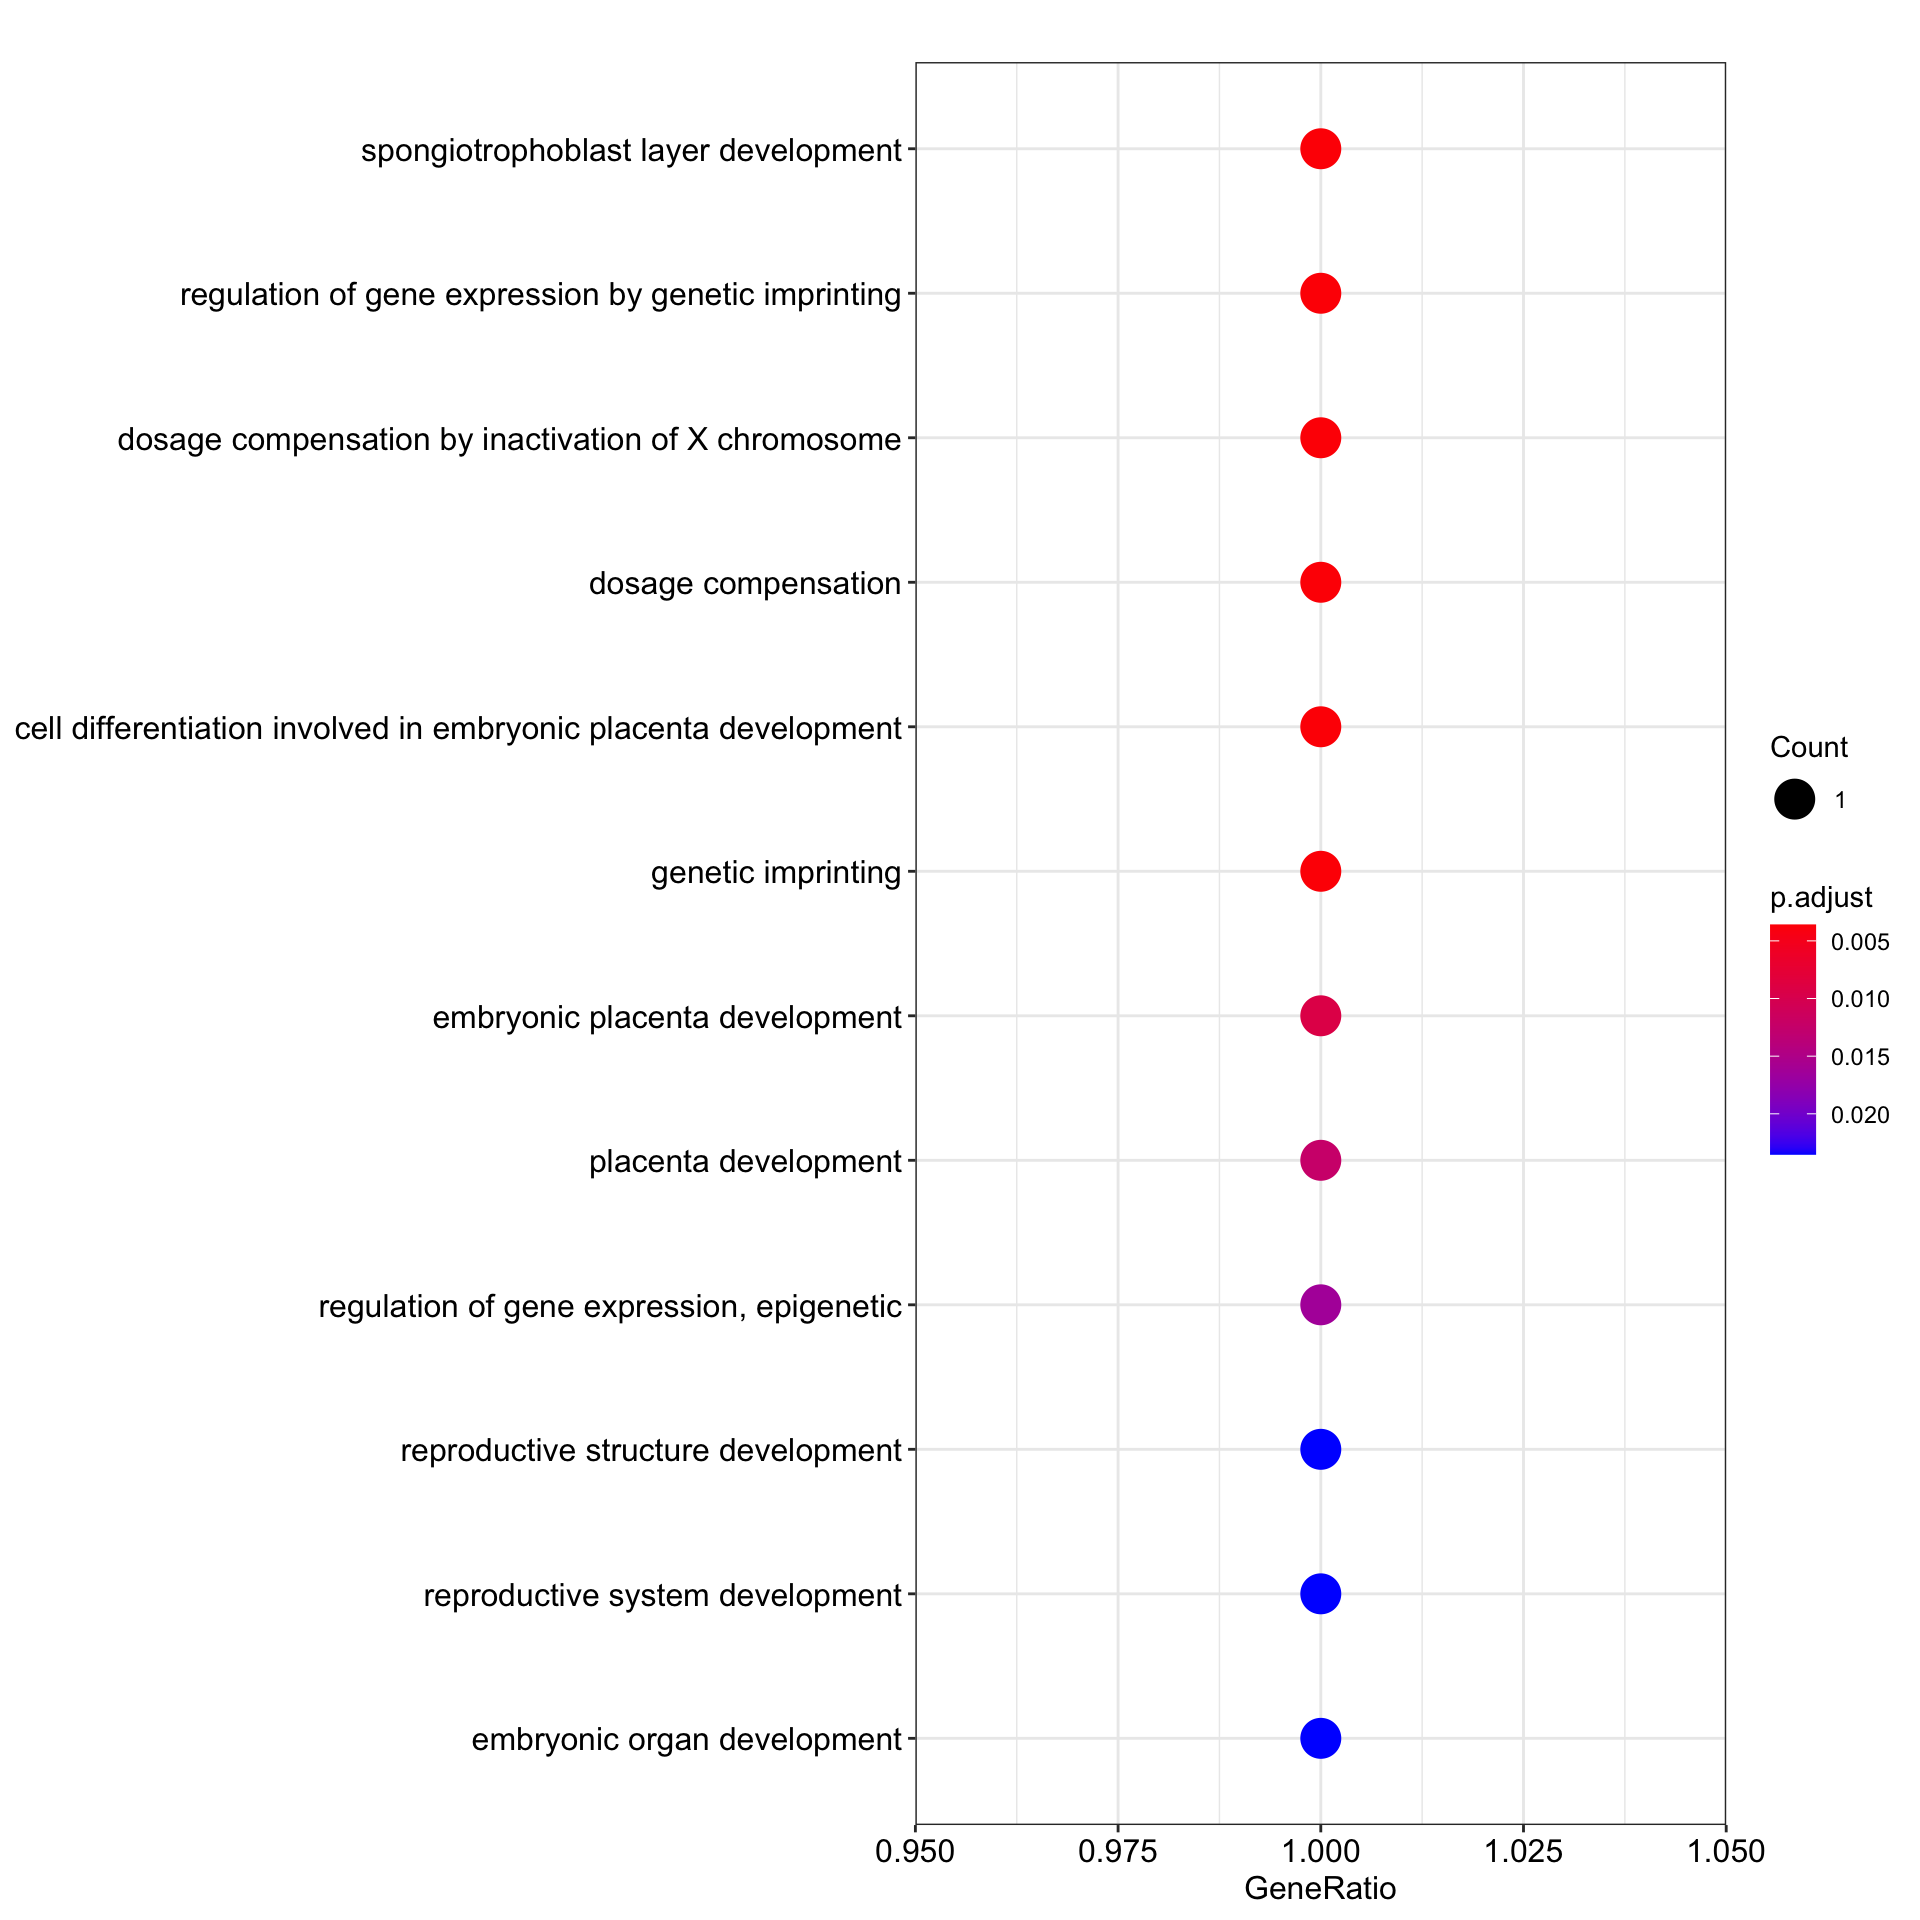 spongiotrophoblast layer development
regulation of gene expression by genetic imprinting
dosage compensation by inactivation of X chromosome
dosage compensation
cell differentiation involved in embryonic placenta development
genetic imprinting
embryonic placenta development
placenta development
regulation of gene expression, epigenetic
reproductive structure development
reproductive system development
embryonic organ development
0.950 0.975 1.000 1.025 1.050
GeneRatio
Count
1
p.adjust
0.005
0.010
0.015
0.020